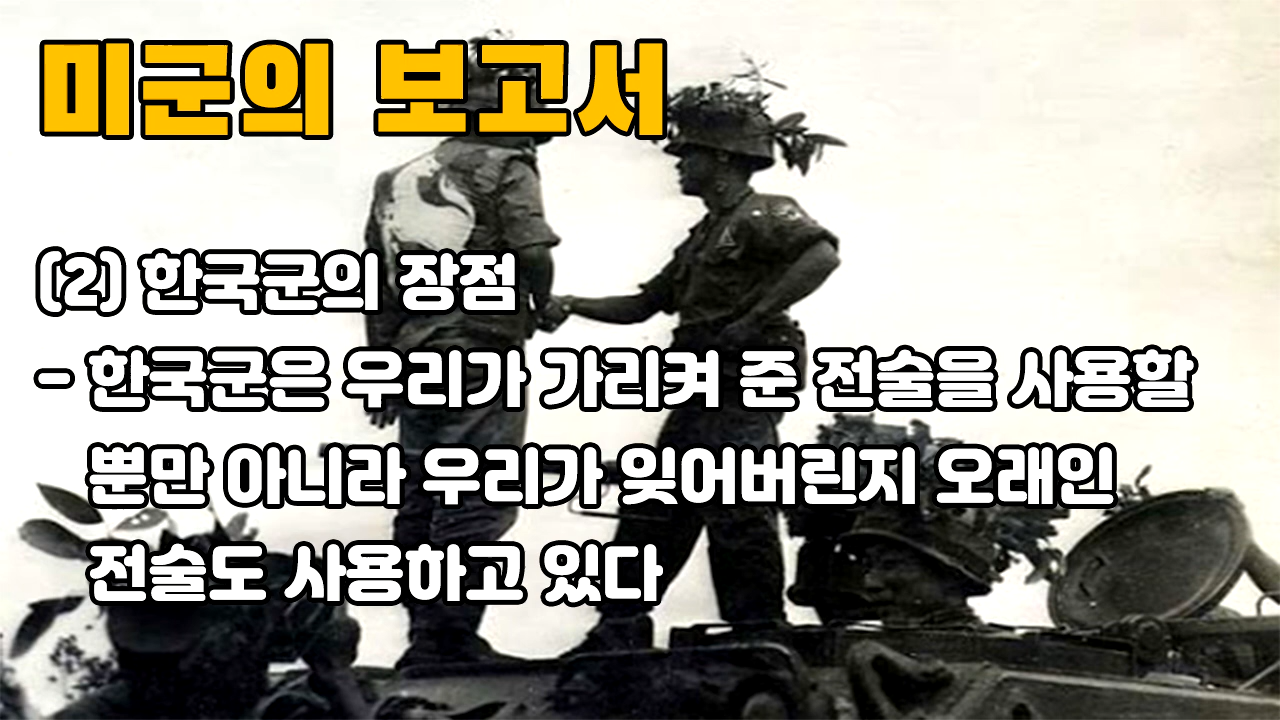 미군의 보고서
(2) 한국군의 장점
- 한국군은 우리가 가리켜 준 전술을 사용할
뿐만 아니라 우리가 잊어버린지 오래인
전술도 사용하고 있다